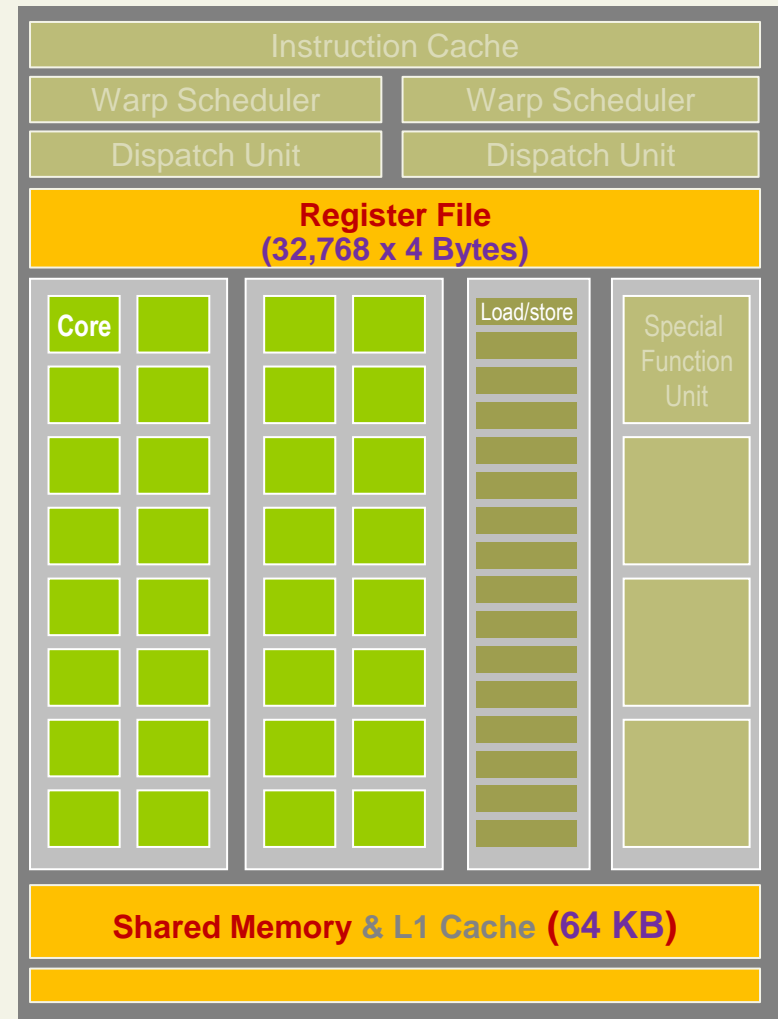 Instruction Cache
Warp Scheduler
Warp Scheduler
Dispatch Unit
Dispatch Unit
Register File
(32,768 x 4 Bytes)
Core
Load/store
Special
Function
Unit
Shared Memory & L1 Cache (64 KB)